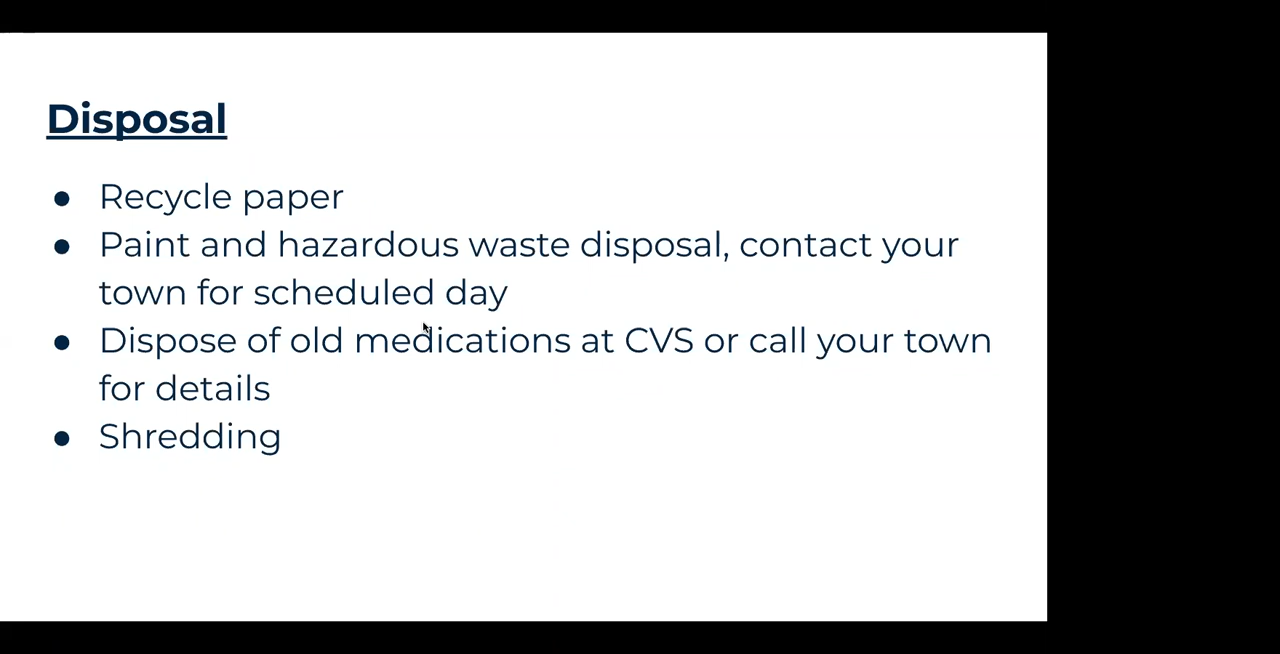 Disposal
● Recycle paper
● Paint and hazardous waste disposal, contact your
town for scheduled day
● Dispose of old medications at CVS or call your town
for details
● Shredding